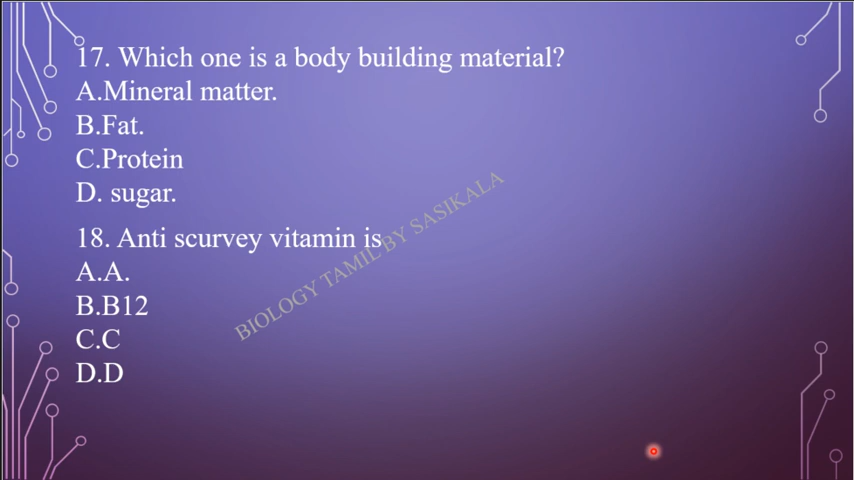 17. Which one is a body building material?
A.Mineral matter.
B.Fat.
C.Protein
D. sugar.
18. Anti scurvey vitamin is
A.A.
B.B12
C.C
D.D
BIOLOGY TAMIL BY SASIKALA